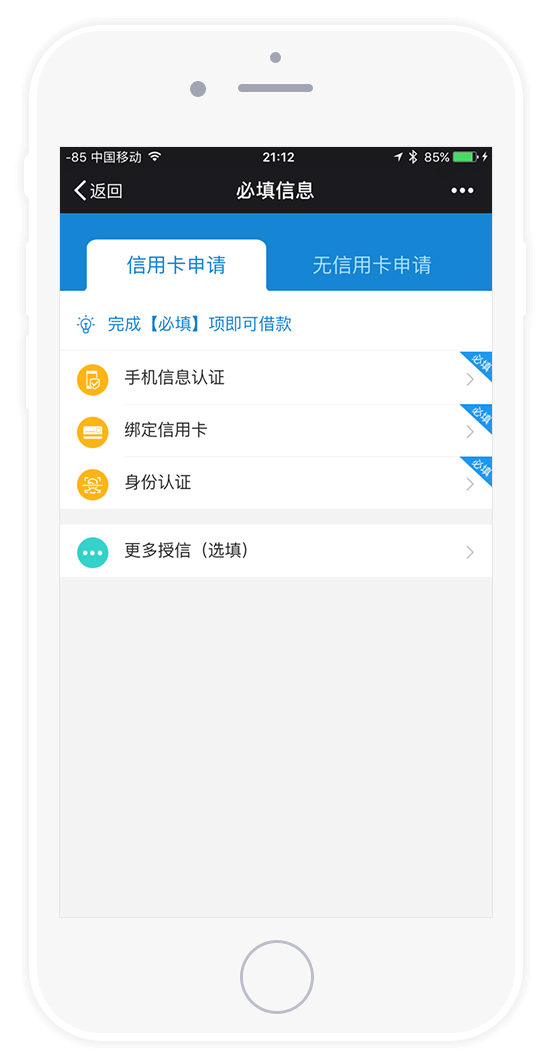 -85 中国移动 21:12 85%
返回 必填信息
信用卡申请 无信用卡申请
完成【必填】项即可借款
手机信息认证 必填
绑定信用卡 必填
身份认证 必填
更多授信（选填）